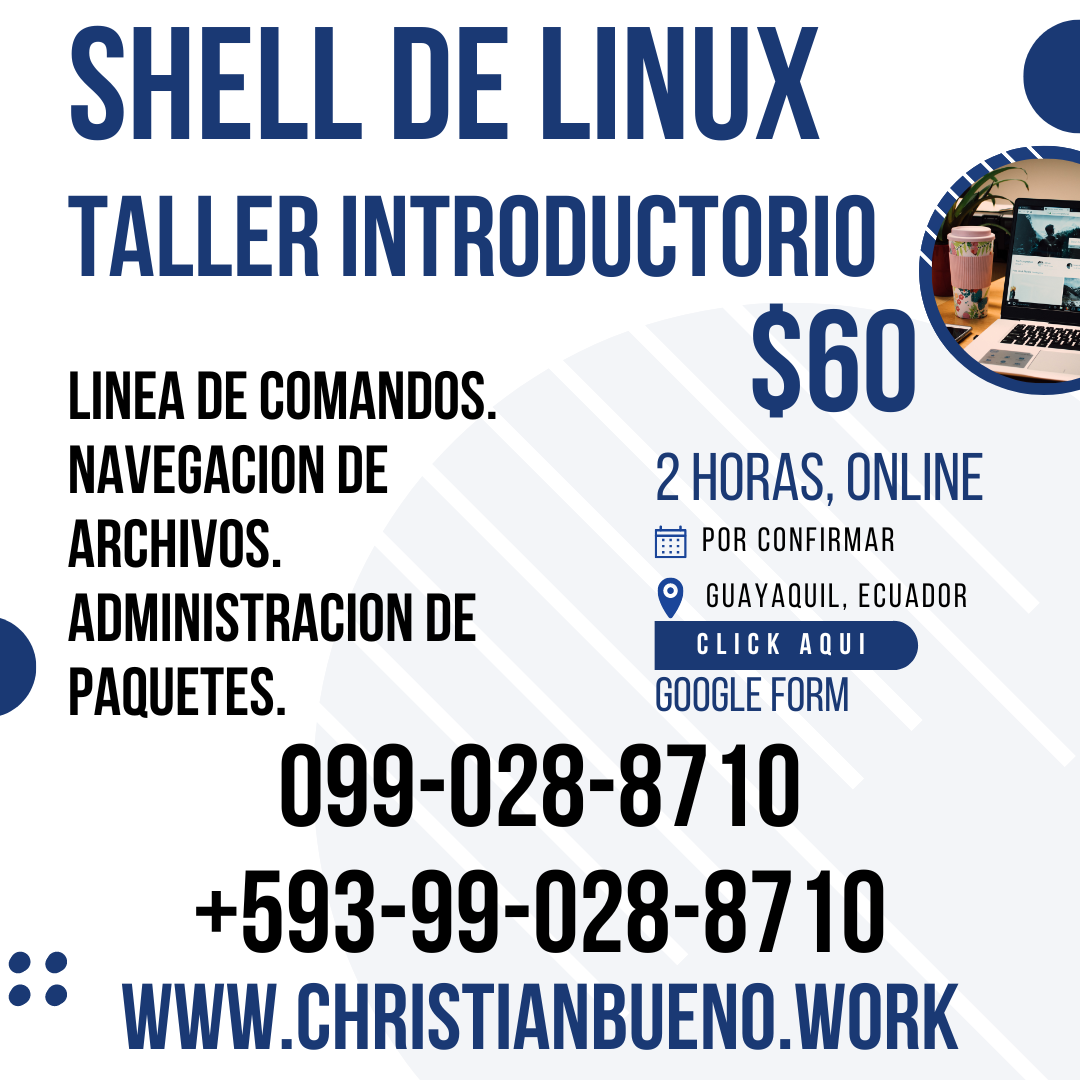 SHELL DE LINUX
TALLER INTRODUCTORIO
$60
LINEA DE COMANDOS.
NAVEGACION DE
ARCHIVOS.
ADMINISTRACION DE
PAQUETES.
2 HORAS, ONLINE
POR CONFIRMAR
GUAYAQUIL, ECUADOR
CLICK AQUI
GOOGLE FORM
099-028-8710
+593-99-028-8710
WWW.CHRISTIANBUENO.WORK